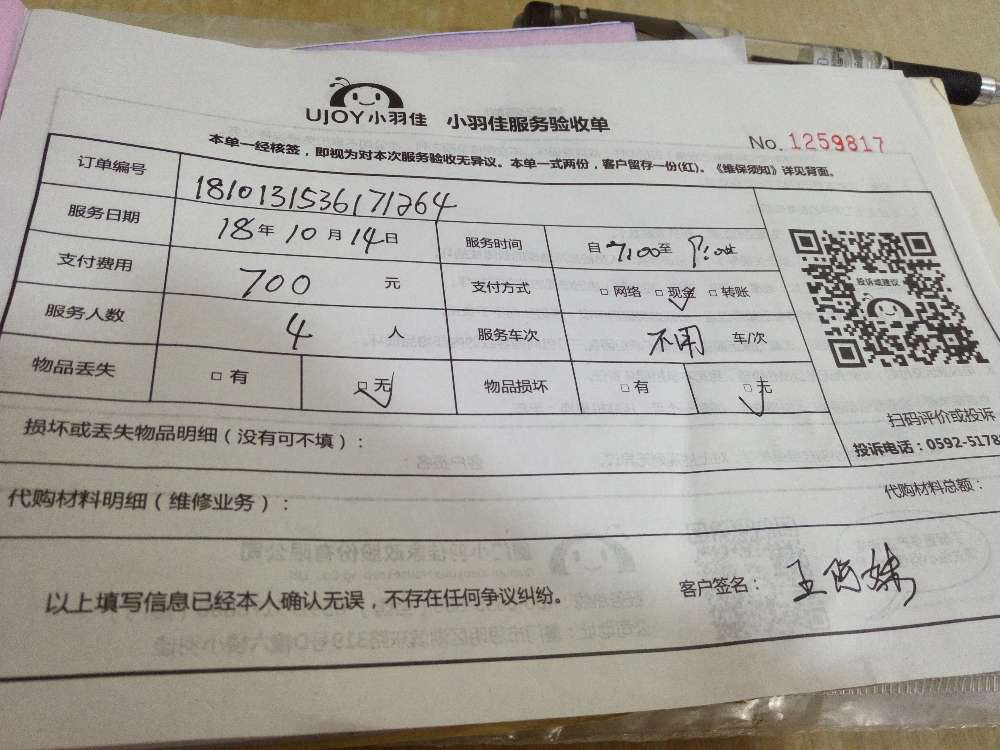 UJOY小羽佳 小羽佳服务验收单
No. 1259817
本单一经核签，即视为对本次服务验收无异议。本单一式两份，客户留存一份(红)。《维保须知》详见背面。
订单编号 1810131536171264
服务日期 18年10月14日 服务时间 自7:00至
支付费用 700 元 支付方式 □网络 □现金 □转账
服务人数 4 人 服务车次 不用 车/次
物品丢失 □有 □无 物品损坏 □有 □无
投诉或建议
扫码评价或投诉
投诉电话：0592-5178
损坏或丢失物品明细（没有可不填）：
代购材料明细（维修业务）： 代购材料总额：
以上填写信息已经本人确认无误，不存在任何争议纠纷。 客户签名：王 妹